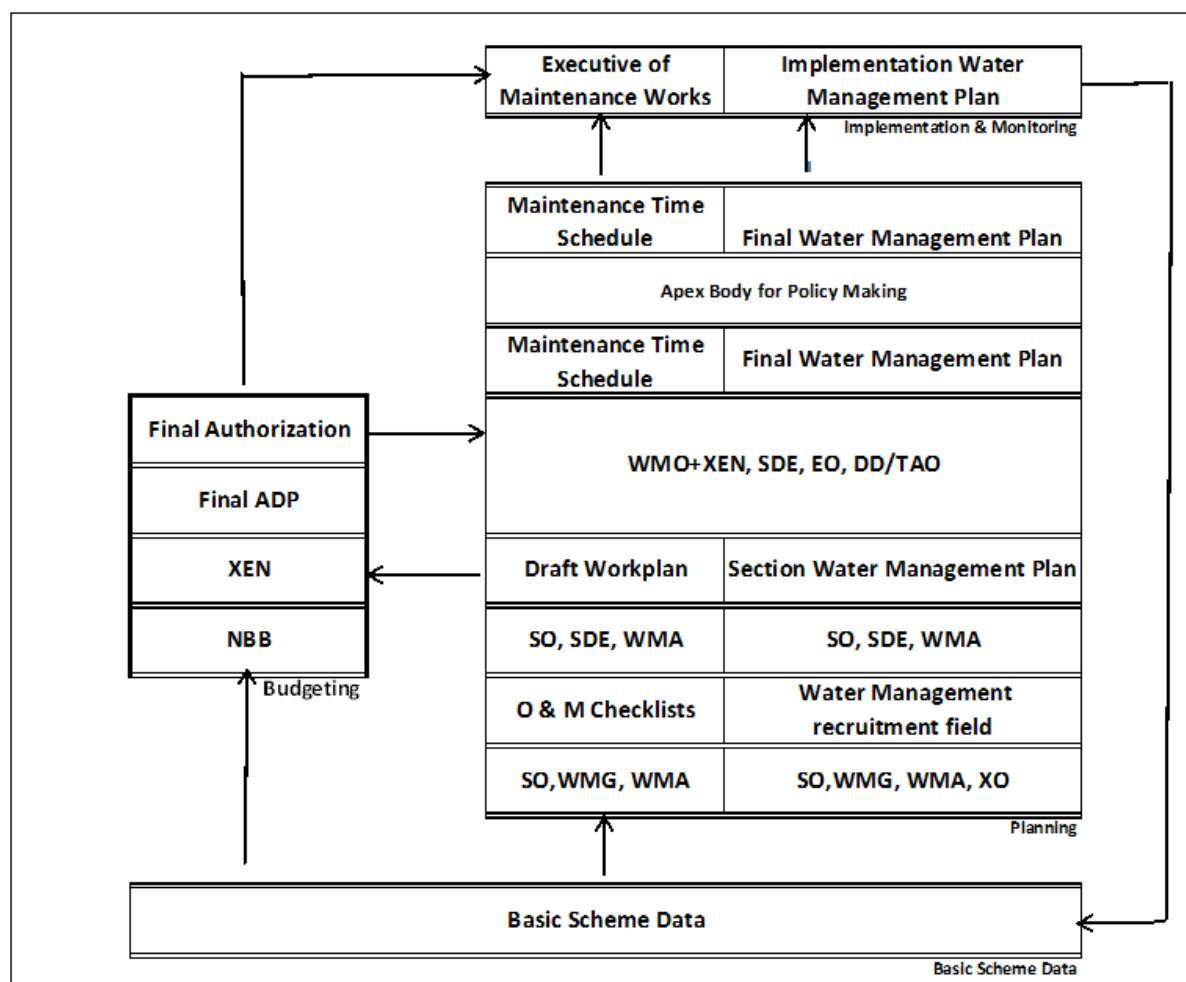 Executive of
Maintenance Works
Implementation Water
Management Plan
Implementation & Monitoring
Maintenance Time
Schedule
Final Water Management Plan
Apex Body for Policy Making
Maintenance Time
Schedule
Final Water Management Plan
Final Authorization
WMO+XEN, SDE, EO, DD/TAO
Final ADP
XEN
Draft Workplan
Section Water Management Plan
NBB
SO, SDE, WMA
SO, SDE, WMA
Budgeting
O & M Checklists
Water Management
recruitment field
SO,WMG, WMA
SO,WMG, WMA, XO
Planning
Basic Scheme Data
Basic Scheme Data